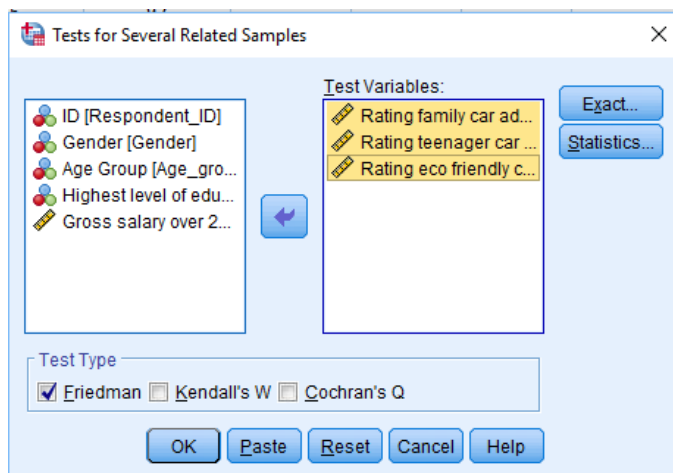 Tests for Several Related Samples
Test Variables:
ID [Respondent_ID]
Gender [Gender]
Age Group [Age_gro...
Highest level of edu...
Gross salary over 2...
Rating family car ad...
Rating teenager car ...
Rating eco friendly c...
Exact...
Statistics...
Test Type
Friedman Kendall's W Cochran's Q
OK Paste Reset Cancel Help